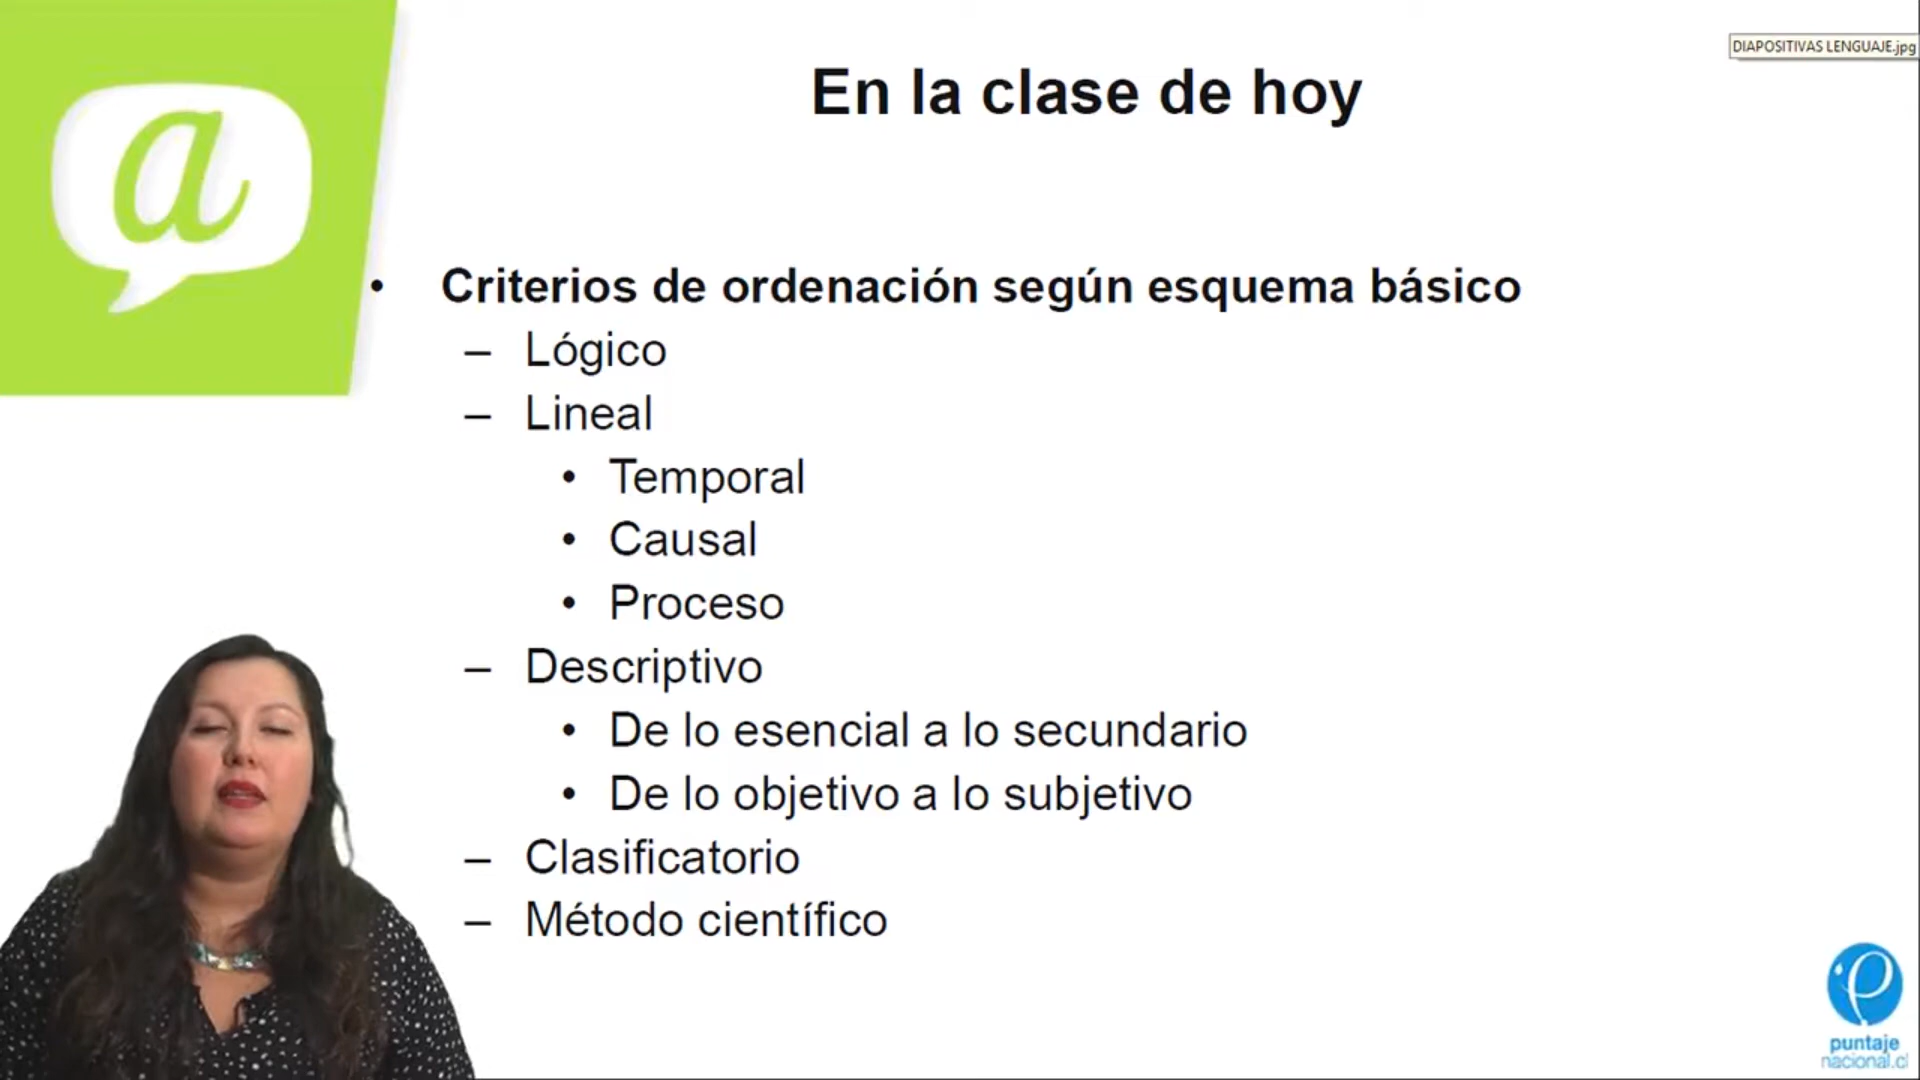 DIAPOSITIVAS LENGUAJE.jpg
En la clase de hoy
a
• Criterios de ordenación según esquema básico
– Lógico
– Lineal
• Temporal
• Causal
• Proceso
– Descriptivo
• De lo esencial a lo secundario
• De lo objetivo a lo subjetivo
– Clasificatorio
– Método científico
puntaje
nacional.cl